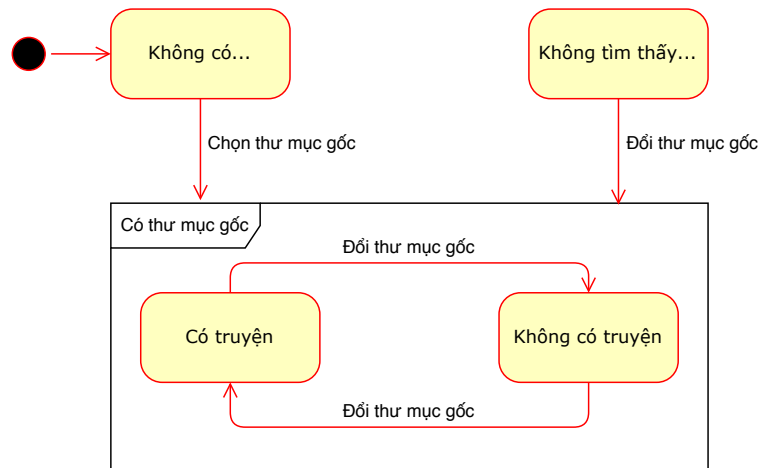 Không có...
Không tìm thấy...
Chọn thư mục gốc
Đổi thư mục gốc
Có thư mục gốc
Đổi thư mục gốc
Có truyện
Không có truyện
Đổi thư mục gốc